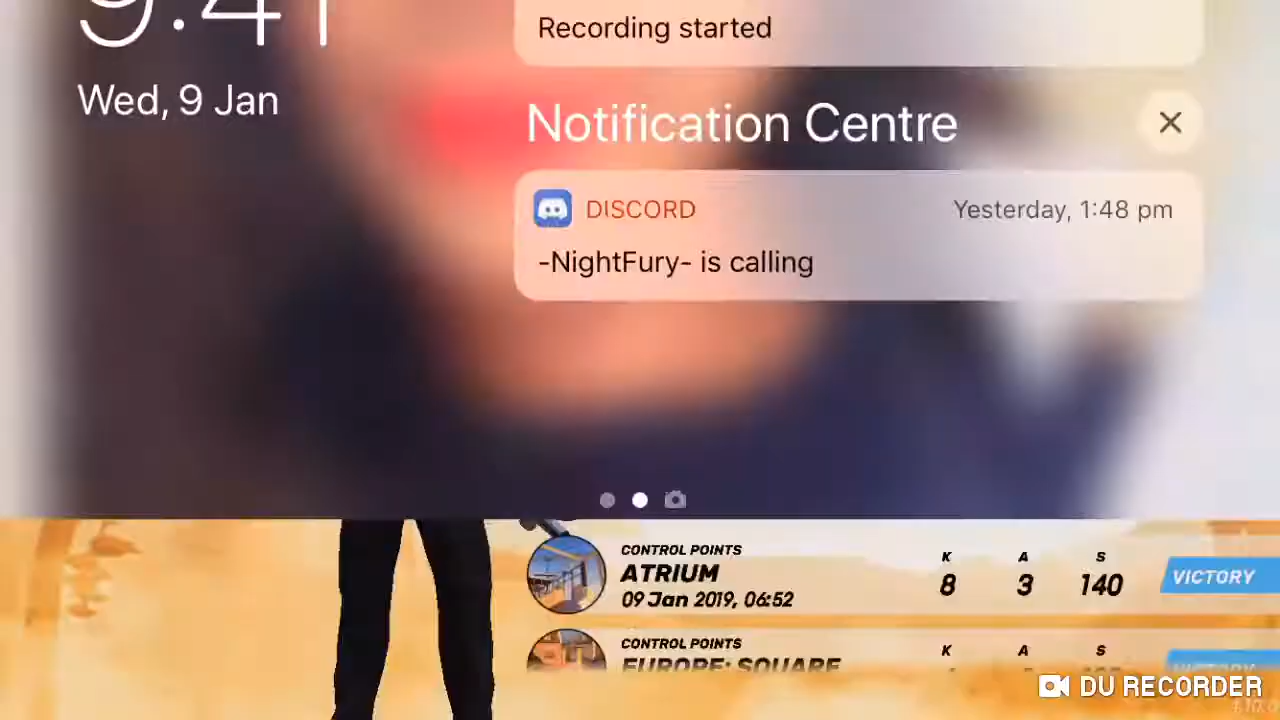 9:41
Wed, 9 Jan
Recording started
Notification Centre
DISCORD
Yesterday, 1:48 pm
-NightFury- is calling
CONTROL POINTS
ATRIUM
09 Jan 2019, 06:52
K A S
8 3 140
VICTORY
CONTROL POINTS
EUROPE: SQUARE
K A S
VICTORY
DU RECORDER